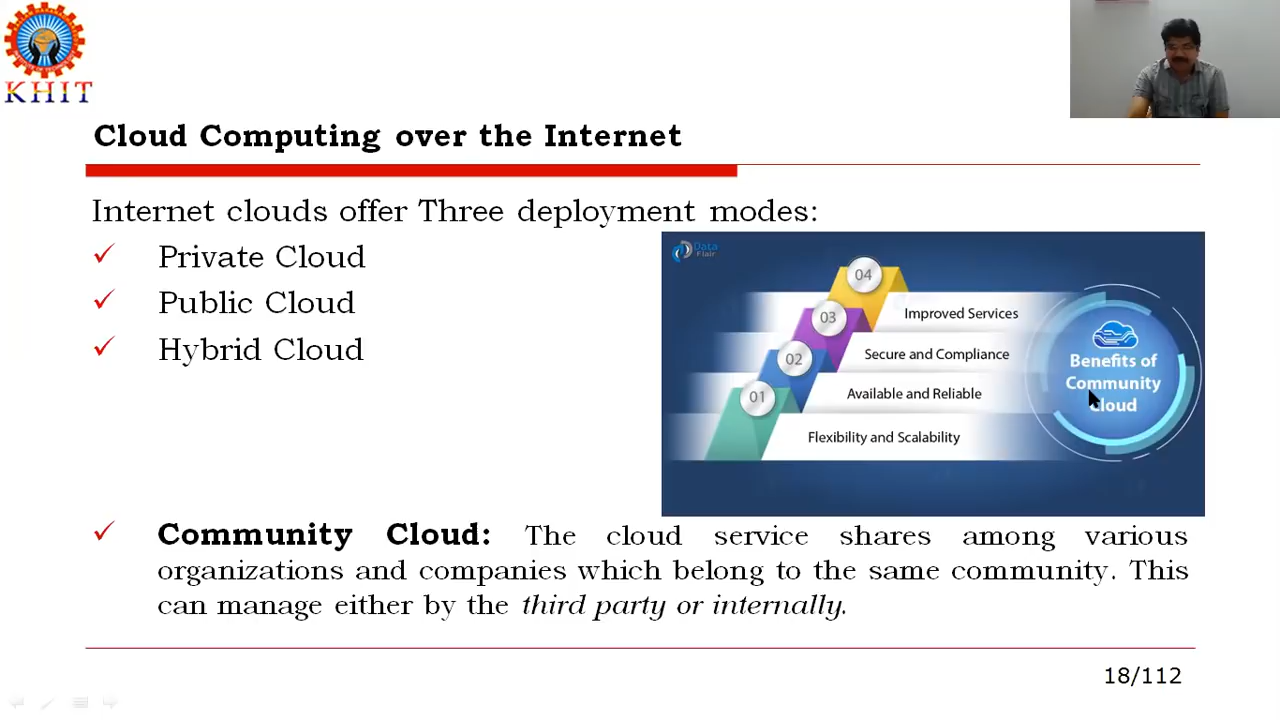 KHIT
Cloud Computing over the Internet
Internet clouds offer Three deployment modes:
Private Cloud
Public Cloud
Hybrid Cloud
Data
Flair
04
Improved Services
03
Secure and Compliance
02
Available and Reliable
01
Flexibility and Scalability
Benefits of
Community
Cloud
Community Cloud: The cloud service shares among various
organizations and companies which belong to the same community. This
can manage either by the third party or internally.
18/112